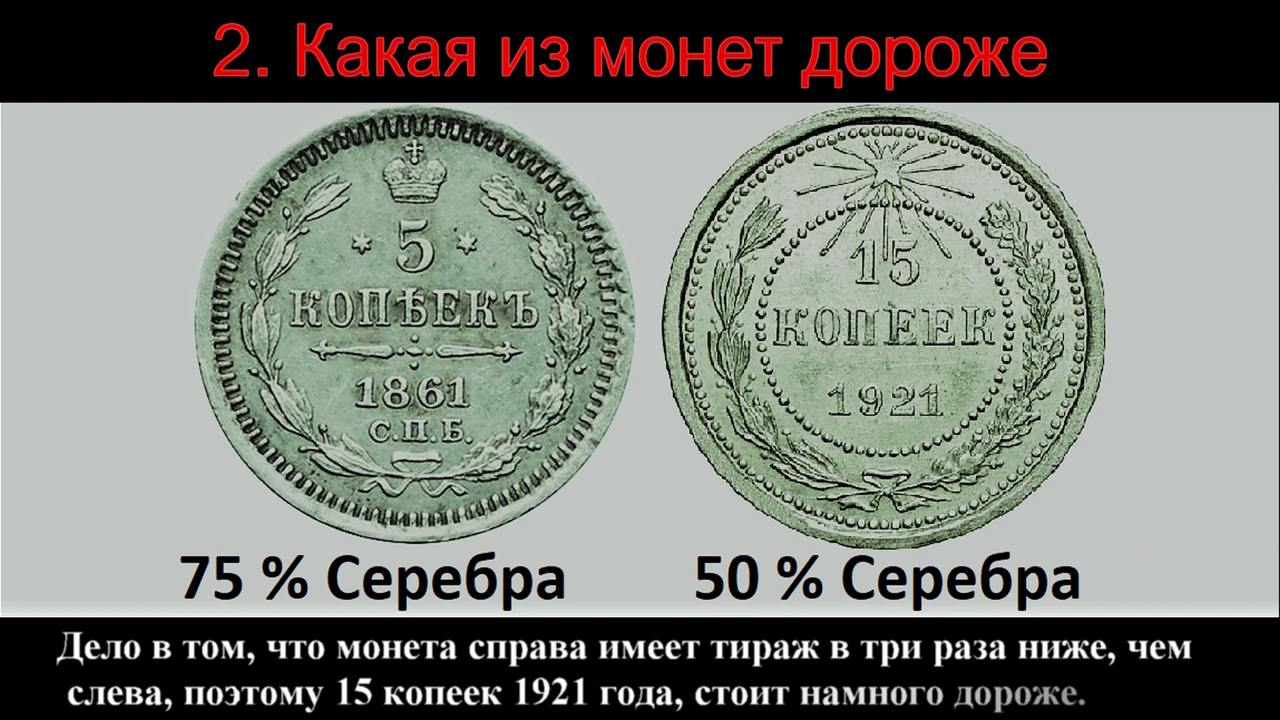 2. Какая из монет дороже
5
КОПѢЕКЪ
1861
С.П.Б.
15
КОПЕЕК
1921
75 % Серебра
50 % Серебра
Дело в том, что монета справа имеет тираж в три раза ниже, чем
слева, поэтому 15 копеек 1921 года, стоит намного дороже.